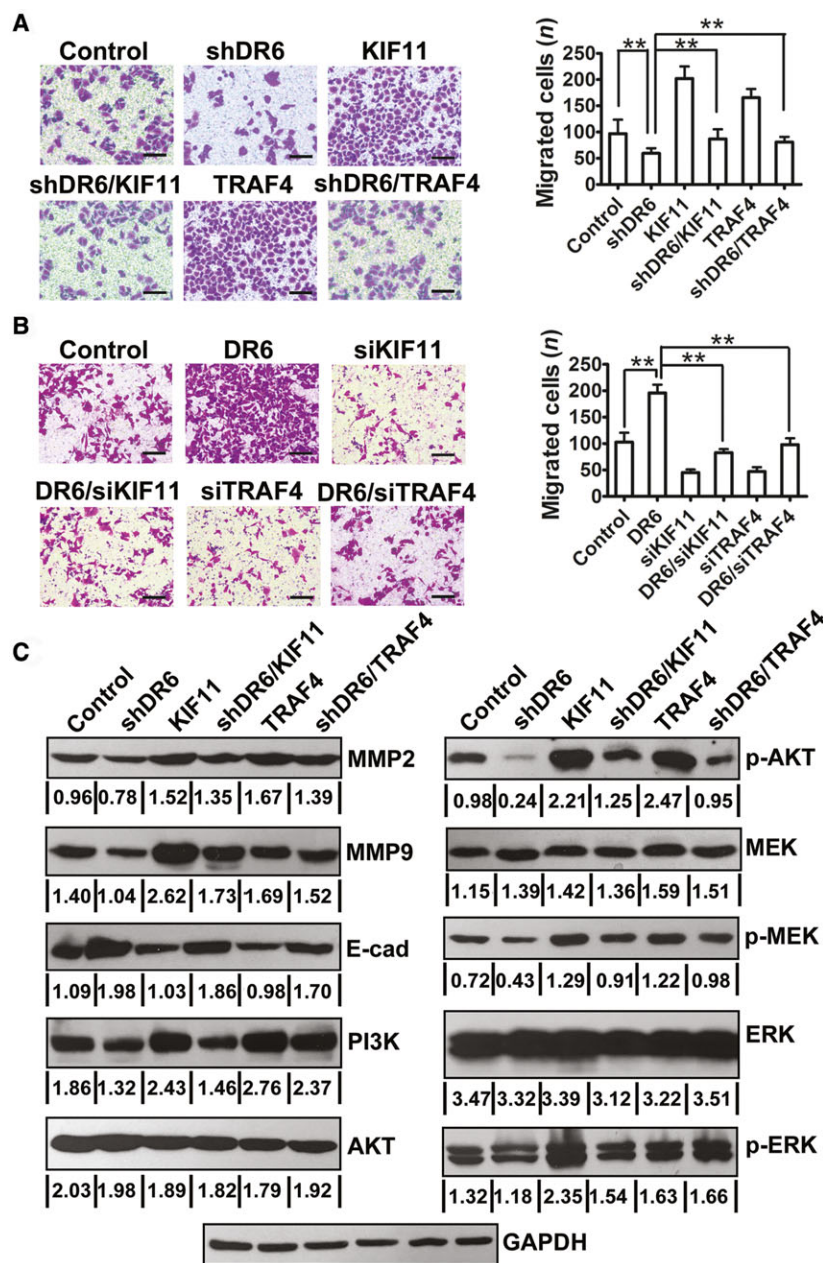 A
Control shDR6 KIF11
shDR6/KIF11 TRAF4 shDR6/TRAF4
Migrated cells (n)
250
200
150
100
50
0
** ** **
Control shDR6 KIF11 shDR6/KIF11 TRAF4 shDR6/TRAF4
B
Control DR6 siKIF11
DR6/siKIF11 siTRAF4 DR6/siTRAF4
Migrated cells (n)
250
200
150
100
50
0
** ** **
Control DR6 siKIF11 DR6/siKIF11 siTRAF4 DR6/siTRAF4
C
Control shDR6 KIF11 shDR6/KIF11 TRAF4 shDR6/TRAF4
MMP2
0.96 0.78 1.52 1.35 1.67 1.39
MMP9
1.40 1.04 2.62 1.73 1.69 1.52
E-cad
1.09 1.98 1.03 1.86 0.98 1.70
PI3K
1.86 1.32 2.43 1.46 2.76 2.37
AKT
2.03 1.98 1.89 1.82 1.79 1.92
Control shDR6 KIF11 shDR6/KIF11 TRAF4 shDR6/TRAF4
p-AKT
0.98 0.24 2.21 1.25 2.47 0.95
MEK
1.15 1.39 1.42 1.36 1.59 1.51
p-MEK
0.72 0.43 1.29 0.91 1.22 0.98
ERK
3.47 3.32 3.39 3.12 3.22 3.51
p-ERK
1.32 1.18 2.35 1.54 1.63 1.66
GAPDH